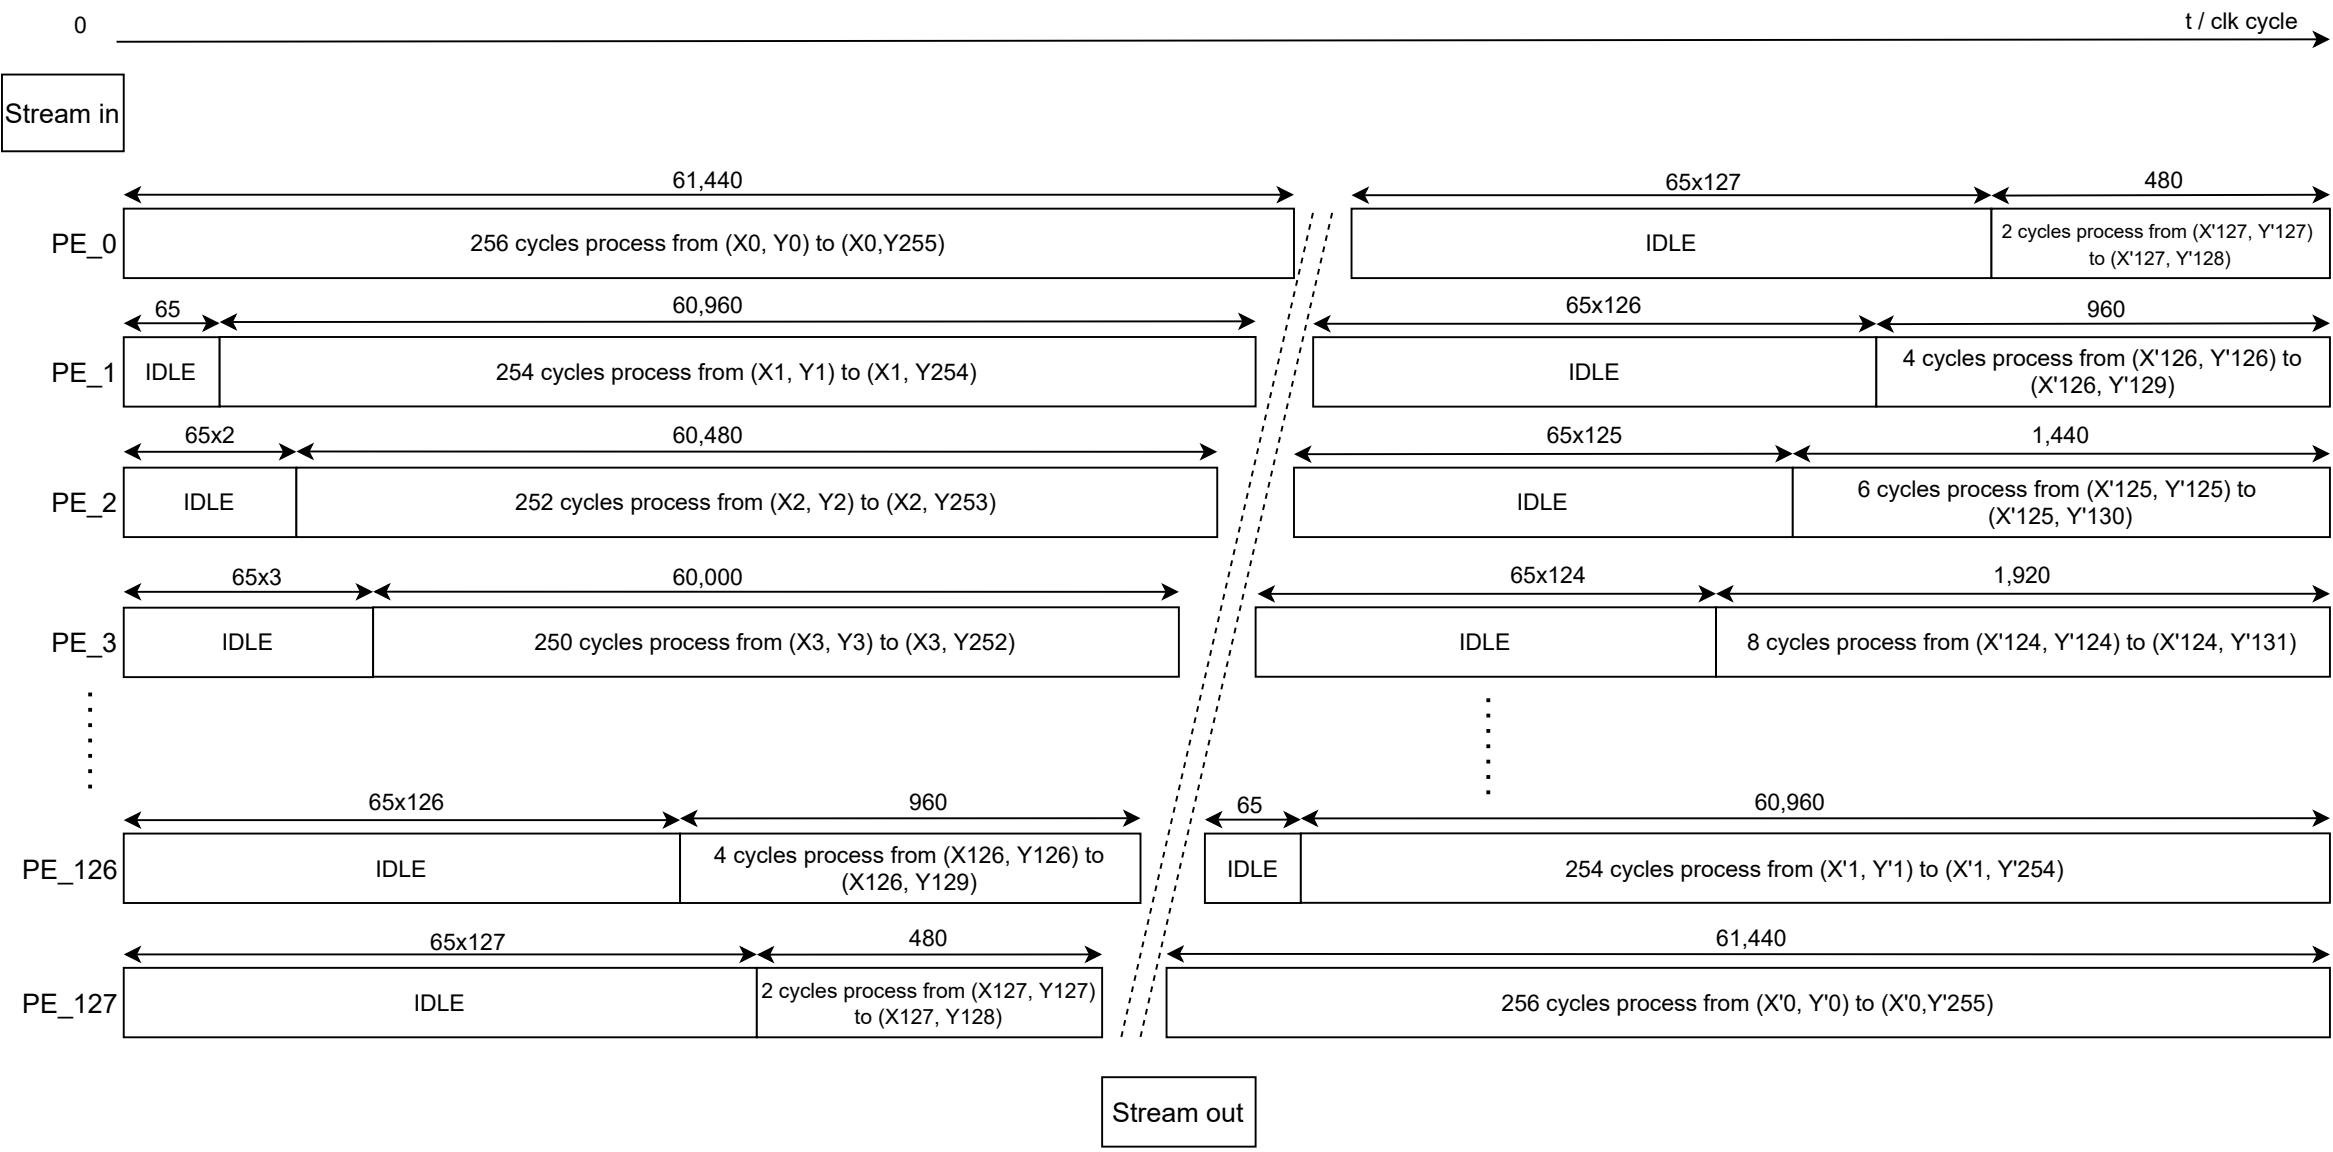 0
t / clk cycle
Stream in
61,440
65x127
480
PE_0
256 cycles process from (X0, Y0) to (X0,Y255)
IDLE
2 cycles process from (X'127, Y'127)
to (X'127, Y'128)
65
60,960
65x126
960
PE_1
IDLE
254 cycles process from (X1, Y1) to (X1, Y254)
IDLE
4 cycles process from (X'126, Y'126) to
(X'126, Y'129)
65x2
60,480
65x125
1,440
PE_2
IDLE
252 cycles process from (X2, Y2) to (X2, Y253)
IDLE
6 cycles process from (X'125, Y'125) to
(X'125, Y'130)
65x3
60,000
65x124
1,920
PE_3
IDLE
250 cycles process from (X3, Y3) to (X3, Y252)
IDLE
8 cycles process from (X'124, Y'124) to (X'124, Y'131)
65x126
960
65
60,960
PE_126
IDLE
4 cycles process from (X126, Y126) to
(X126, Y129)
IDLE
254 cycles process from (X'1, Y'1) to (X'1, Y'254)
65x127
480
61,440
PE_127
IDLE
2 cycles process from (X127, Y127)
to (X127, Y128)
256 cycles process from (X'0, Y'0) to (X'0,Y'255)
Stream out